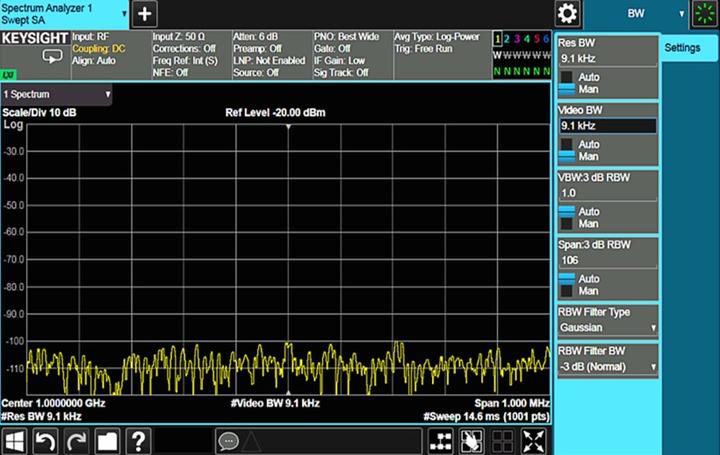 Spectrum Analyzer 1
Swept SA
+
BW
KEYSIGHT
LXI
Input: RF
Coupling: DC
Align: Auto
Input Z: 50 Ω
Corrections: Off
Freq Ref: Int (S)
NFE: Off
Atten: 6 dB
Preamp: Off
LNP: Not Enabled
Source: Off
PNO: Best Wide
Gate: Off
IF Gain: Low
Sig Track: Off
Avg Type: Log-Power
Trig: Free Run
1 2 3 4 5 6
W W W W W W
N N N N N N
1 Spectrum
Scale/Div 10 dB
Ref Level -20.00 dBm
Log
-30.0
-40.0
-50.0
-60.0
-70.0
-80.0
-90.0
-100
-110
Center 1.0000000 GHz
#Video BW 9.1 kHz
Span 1.000 MHz
#Res BW 9.1 kHz
#Sweep 14.6 ms (1001 pts)
?
Res BW
9.1 kHz
Auto
Man
Video BW
9.1 kHz
Auto
Man
VBW:3 dB RBW
1.0
Auto
Man
Span:3 dB RBW
106
Auto
Man
RBW Filter Type
Gaussian
RBW Filter BW
-3 dB (Normal)
Settings